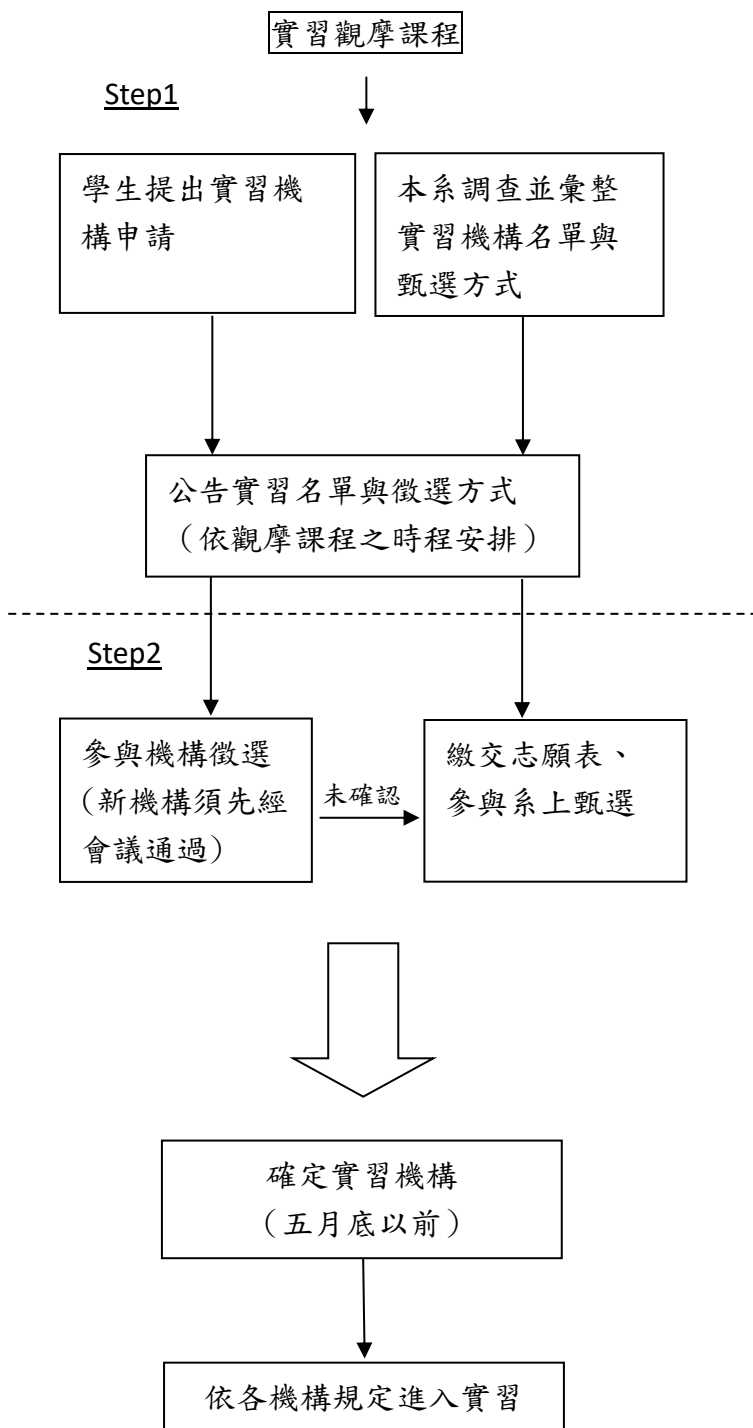 實習觀摩課程
Step1
學生提出實習機
構申請
本系調查並彙整
實習機構名單與
甄選方式
公告實習名單與徵選方式
（依觀摩課程之時程安排）
Step2
參與機構徵選
(新機構須先經
會議通過)
未確認
繳交志願表、
參與系上甄選
確定實習機構
（五月底以前）
依各機構規定進入實習